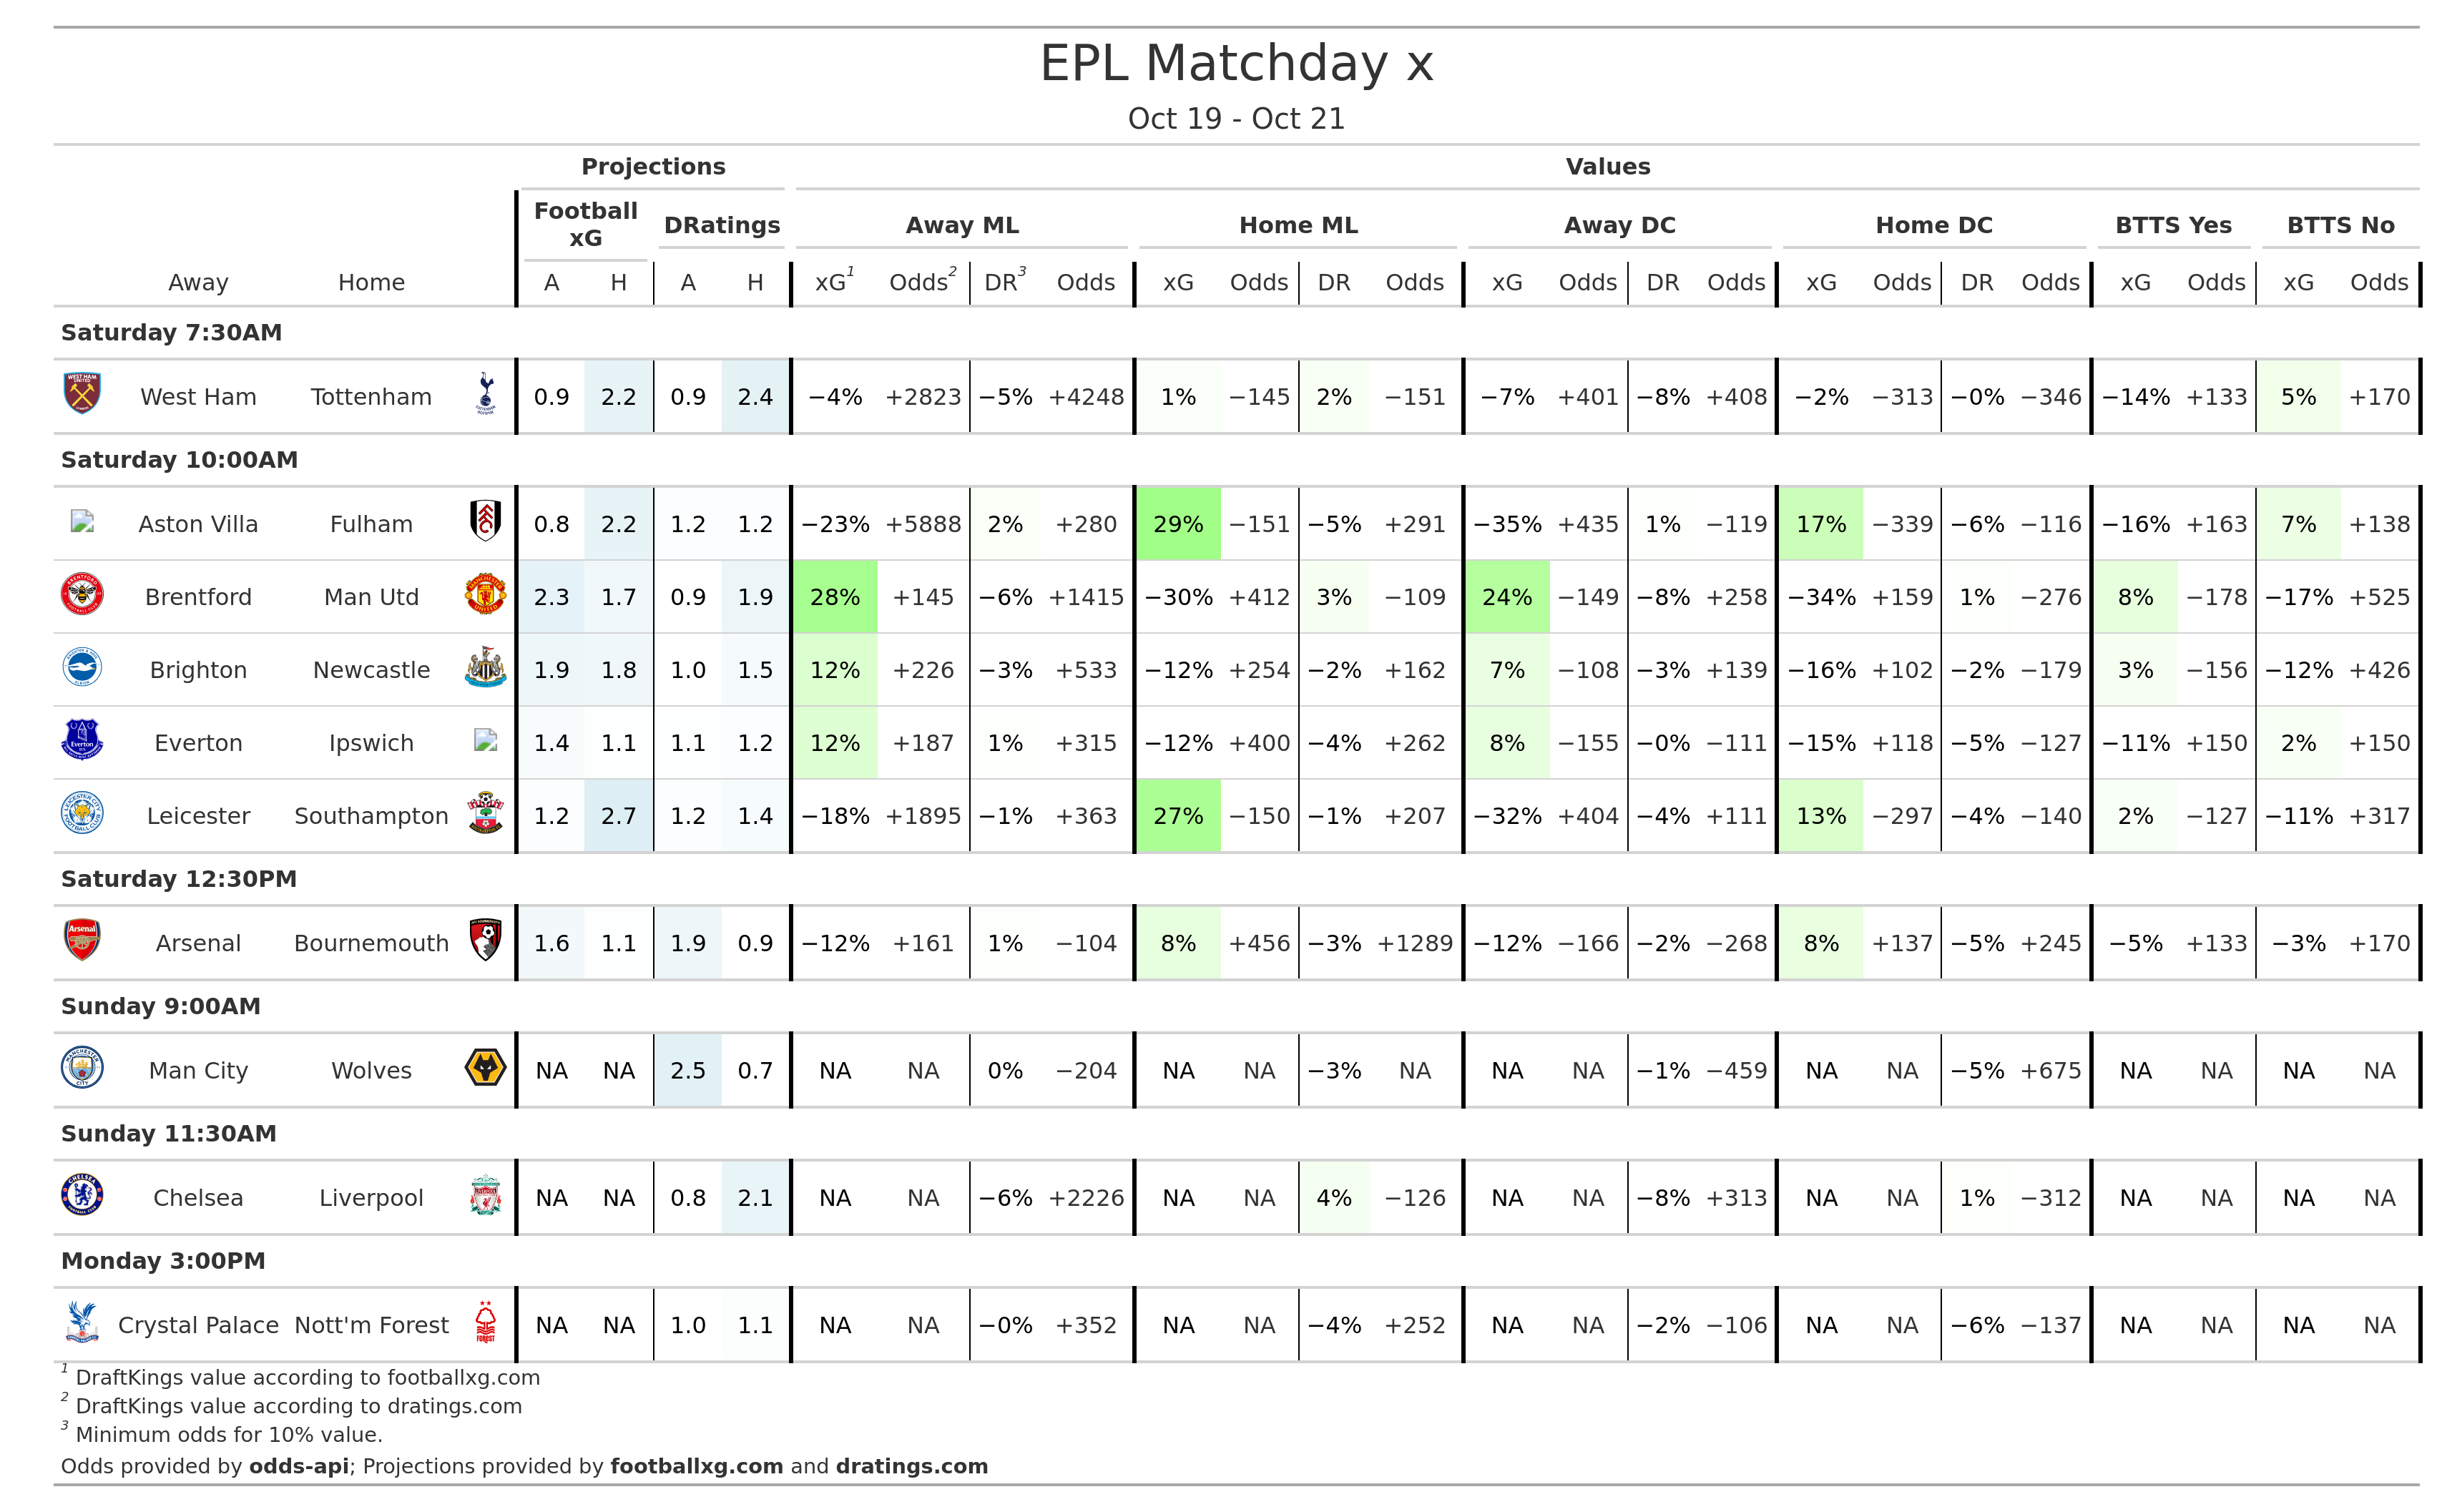 EPL Matchday x
Oct 19 - Oct 21
Projections Values
Football xG DRatings Away ML Home ML Away DC Home DC BTTS Yes BTTS No
Away Home A H A H xG1 Odds2 DR3 Odds xG Odds DR Odds xG Odds DR Odds xG Odds DR Odds xG Odds xG Odds
Saturday 7:30AM
West Ham Tottenham 0.9 2.2 0.9 2.4 −4% +2823 −5% +4248 1% −145 2% −151 −7% +401 −8% +408 −2% −313 −0% −346 −14% +133 5% +170
Saturday 10:00AM
Aston Villa Fulham 0.8 2.2 1.2 1.2 −23% +5888 2% +280 29% −151 −5% +291 −35% +435 1% −119 17% −339 −6% −116 −16% +163 7% +138
Brentford Man Utd 2.3 1.7 0.9 1.9 28% +145 −6% +1415 −30% +412 3% −109 24% −149 −8% +258 −34% +159 1% −276 8% −178 −17% +525
Brighton Newcastle 1.9 1.8 1.0 1.5 12% +226 −3% +533 −12% +254 −2% +162 7% −108 −3% +139 −16% +102 −2% −179 3% −156 −12% +426
Everton Ipswich 1.4 1.1 1.1 1.2 12% +187 1% +315 −12% +400 −4% +262 8% −155 −0% −111 −15% +118 −5% −127 −11% +150 2% +150
Leicester Southampton 1.2 2.7 1.2 1.4 −18% +1895 −1% +363 27% −150 −1% +207 −32% +404 −4% +111 13% −297 −4% −140 2% −127 −11% +317
Saturday 12:30PM
Arsenal Bournemouth 1.6 1.1 1.9 0.9 −12% +161 1% −104 8% +456 −3% +1289 −12% −166 −2% −268 8% +137 −5% +245 −5% +133 −3% +170
Sunday 9:00AM
Man City Wolves NA NA 2.5 0.7 NA NA 0% −204 NA NA −3% NA NA NA −1% −459 NA NA −5% +675 NA NA NA NA
Sunday 11:30AM
Chelsea Liverpool NA NA 0.8 2.1 NA NA −6% +2226 NA NA 4% −126 NA NA −8% +313 NA NA 1% −312 NA NA NA NA
Monday 3:00PM
Crystal Palace Nott'm Forest NA NA 1.0 1.1 NA NA −0% +352 NA NA −4% +252 NA NA −2% −106 NA NA −6% −137 NA NA NA NA
1 DraftKings value according to footballxg.com
2 DraftKings value according to dratings.com
3 Minimum odds for 10% value.
Odds provided by odds-api; Projections provided by footballxg.com and dratings.com